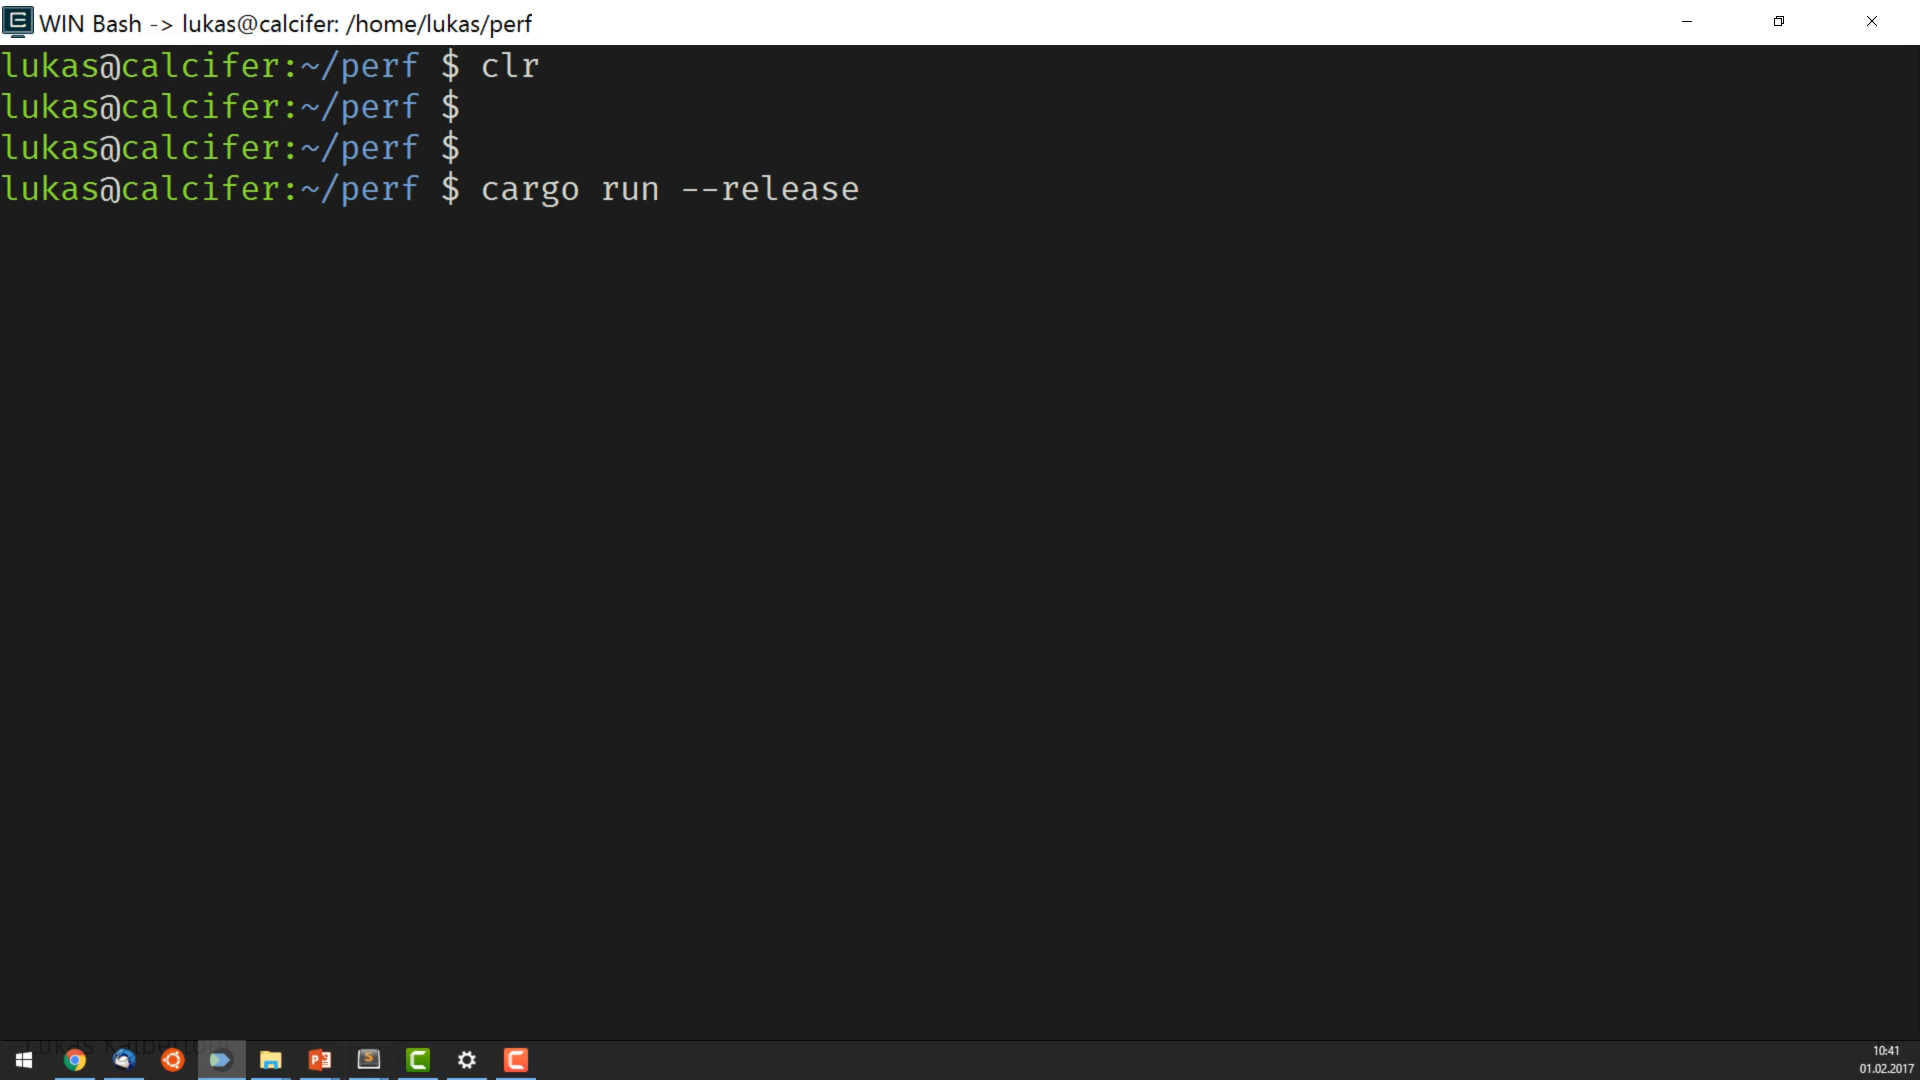 WIN Bash -> lukas@calcifer: /home/lukas/perf
lukas@calcifer:~/perf $ clr
lukas@calcifer:~/perf $
lukas@calcifer:~/perf $
lukas@calcifer:~/perf $ cargo run --release
10:41
01.02.2017